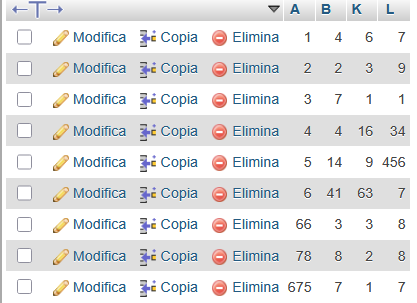 A B K L
Modifica Copia Elimina 1 4 6 7
Modifica Copia Elimina 2 2 3 9
Modifica Copia Elimina 3 7 1 1
Modifica Copia Elimina 4 4 16 34
Modifica Copia Elimina 5 14 9 456
Modifica Copia Elimina 6 41 63 7
Modifica Copia Elimina 66 3 3 8
Modifica Copia Elimina 78 8 2 8
Modifica Copia Elimina 675 7 1 7